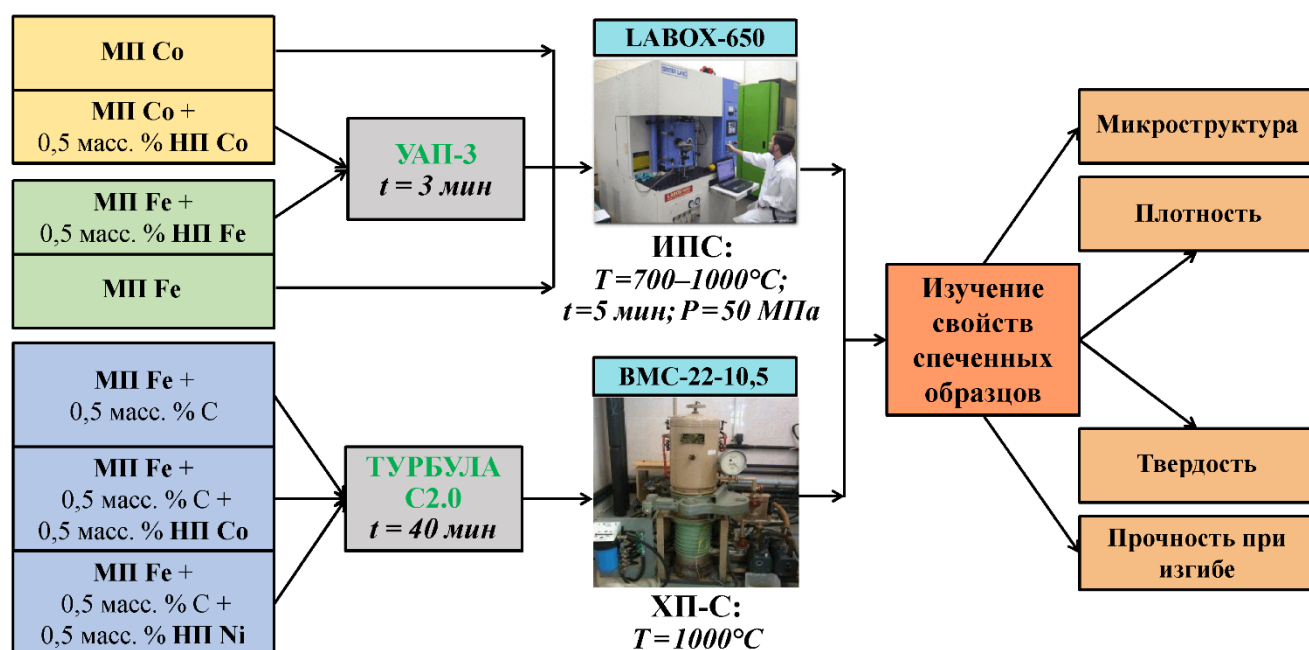 МП Co
МП Co +
0,5 масс. % НП Co
МП Fe +
0,5 масс. % НП Fe
МП Fe
МП Fe +
0,5 масс. % C
МП Fe +
0,5 масс. % C +
0,5 масс. % НП Co
МП Fe +
0,5 масс. % C +
0,5 масс. % НП Ni
УАП-3
t = 3 мин
ТУРБУЛА
С2.0
t = 40 мин
LABOX-650
ИПС:
T=700–1000°C;
t=5 мин; P=50 МПа
ВМС-22-10,5
ХП-С:
T=1000°C
Изучение
свойств
спеченных
образцов
Микроструктура
Плотность
Твердость
Прочность при
изгибе